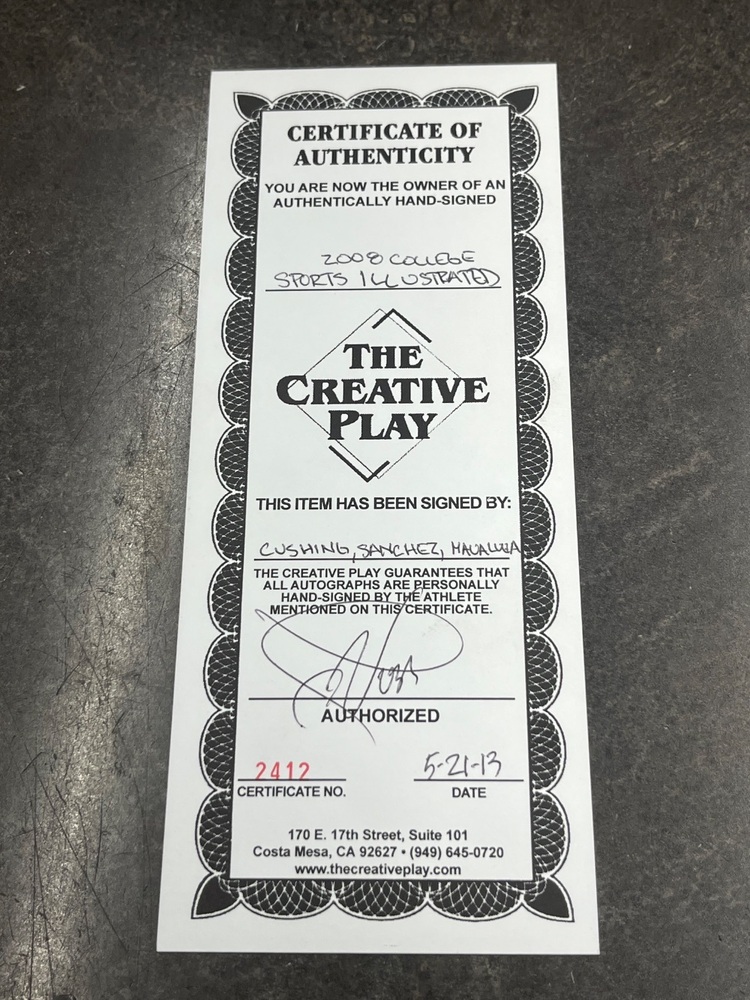 CERTIFICATE OF
AUTHENTICITY
YOU ARE NOW THE OWNER OF AN
AUTHENTICALLY HAND-SIGNED
2008 COLLEGE
SPORTS ILLUSTRATED
THE
CREATIVE
PLAY
THIS ITEM HAS BEEN SIGNED BY:
CUSHING, SANCHEZ, MAUALUGA
THE CREATIVE PLAY GUARANTEES THAT
ALL AUTOGRAPHS ARE PERSONALLY
HAND-SIGNED BY THE ATHLETE
MENTIONED ON THIS CERTIFICATE.
AUTHORIZED
2412 5-21-13
CERTIFICATE NO. DATE
170 E. 17th Street, Suite 101
Costa Mesa, CA 92627 • (949) 645-0720
www.thecreativeplay.com